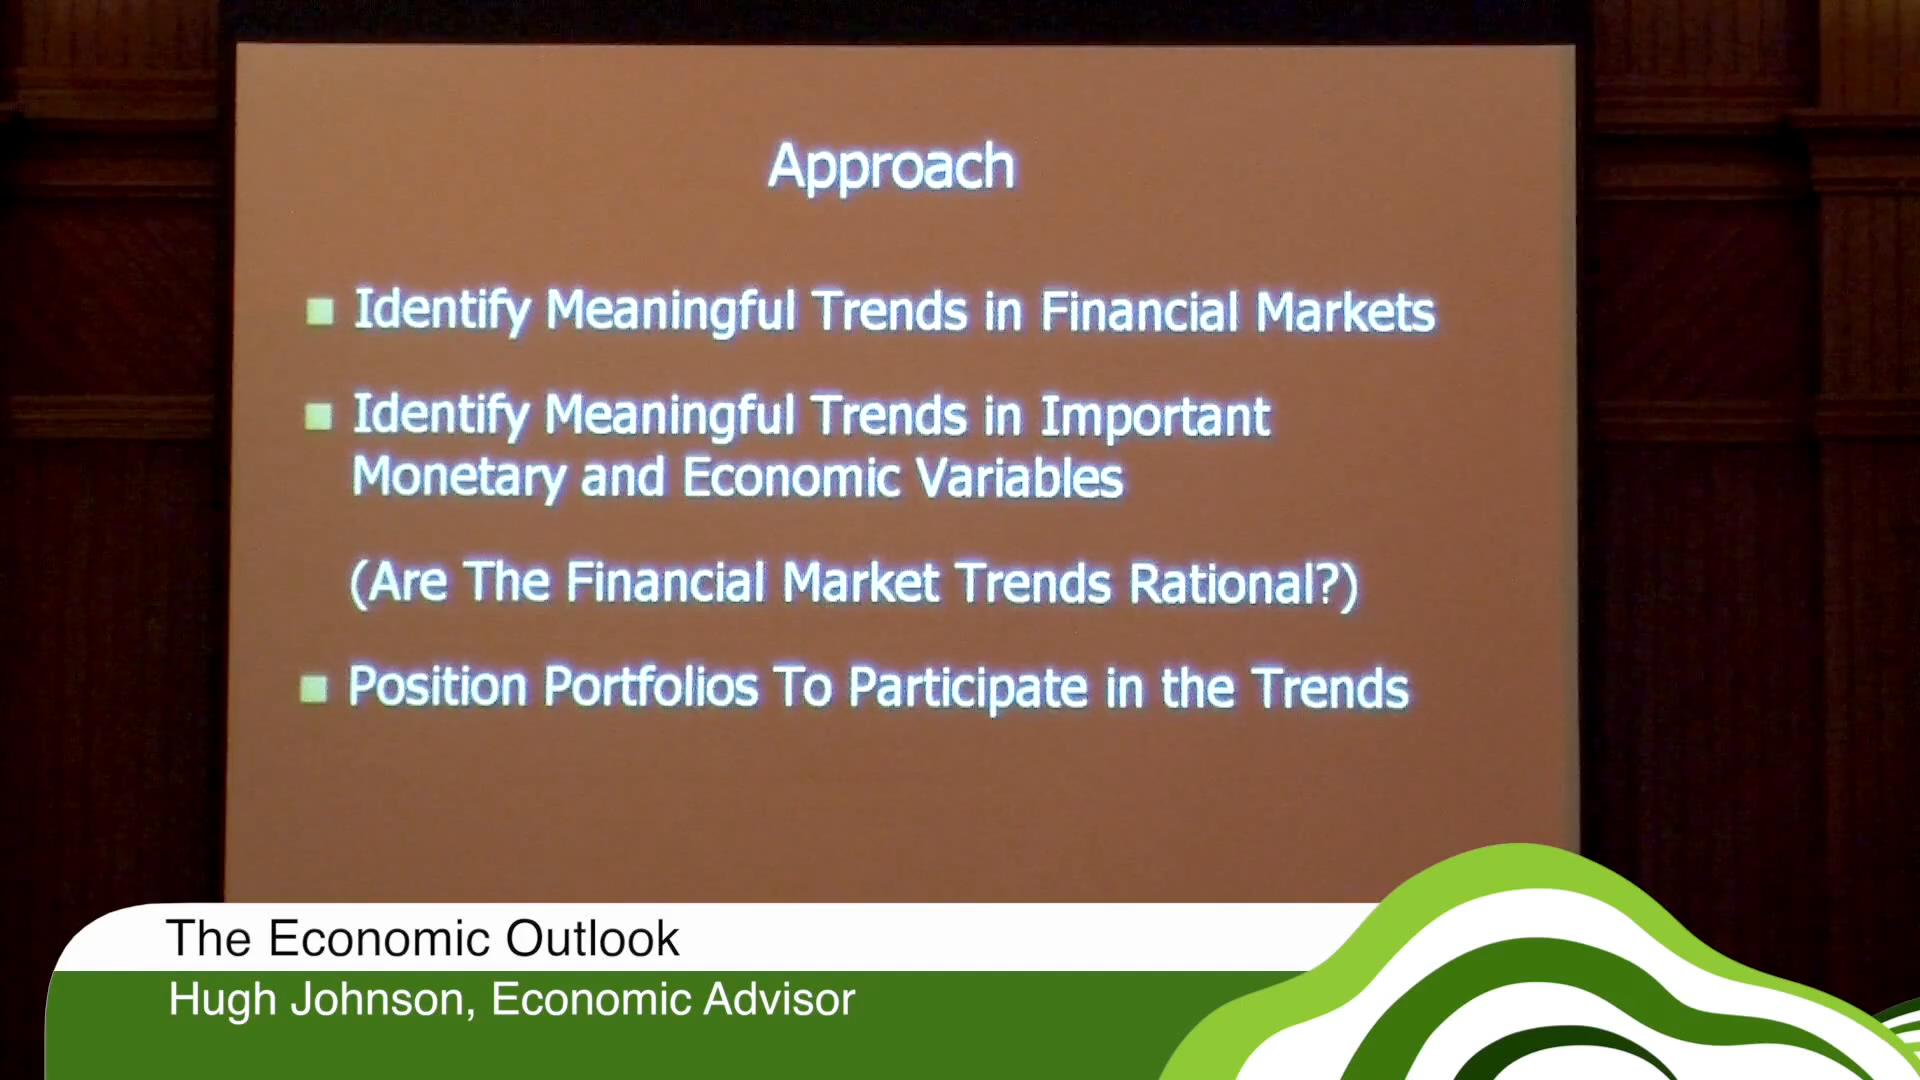 Approach
Identify Meaningful Trends in Financial Markets
Identify Meaningful Trends in Important
Monetary and Economic Variables
(Are The Financial Market Trends Rational?)
Position Portfolios To Participate in the Trends
The Economic Outlook
Hugh Johnson, Economic Advisor